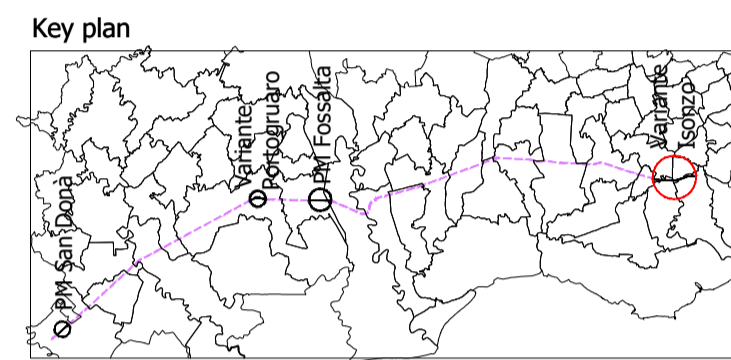 Key plan
PM San Donà
Variante
Portogruaro
PM Fossalta
Variante
Isonzo